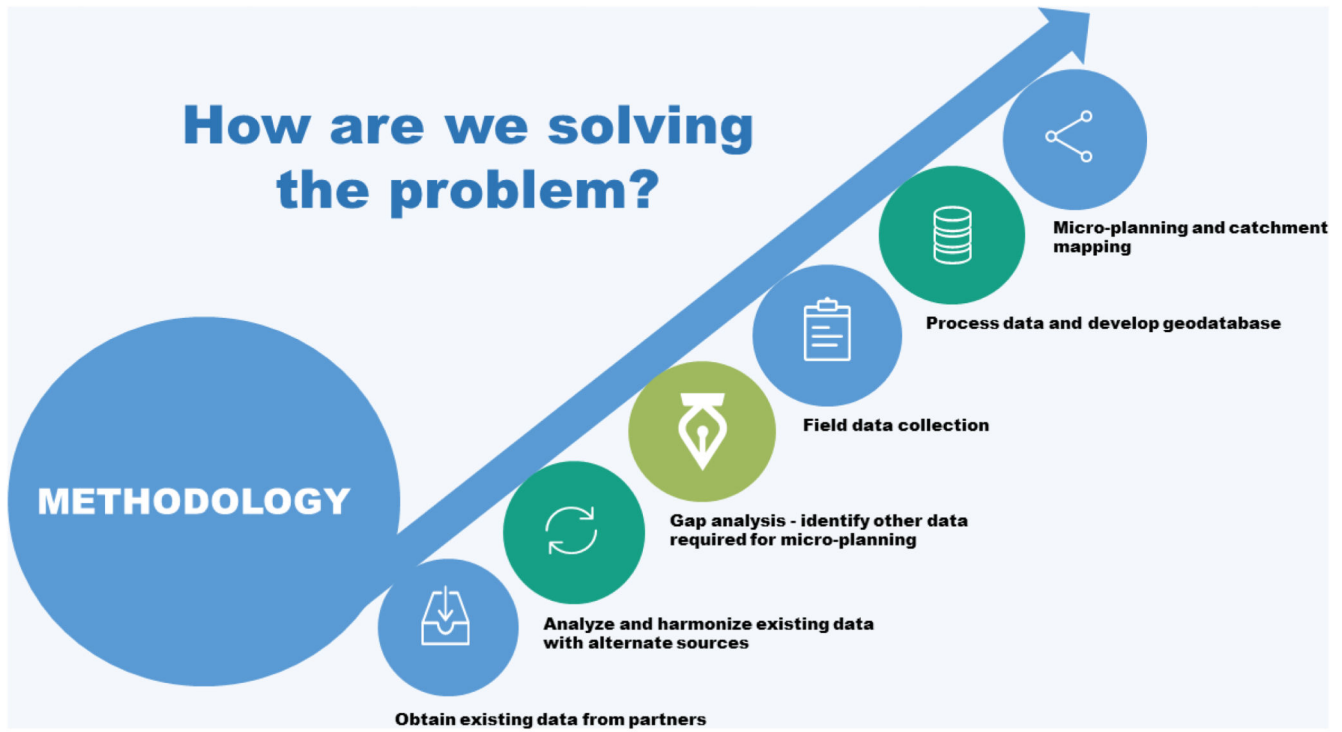 How are we solving
the problem?
METHODOLOGY
Obtain existing data from partners
Analyze and harmonize existing data
with alternate sources
Gap analysis - identify other data
required for micro-planning
Field data collection
Process data and develop geodatabase
Micro-planning and catchment
mapping